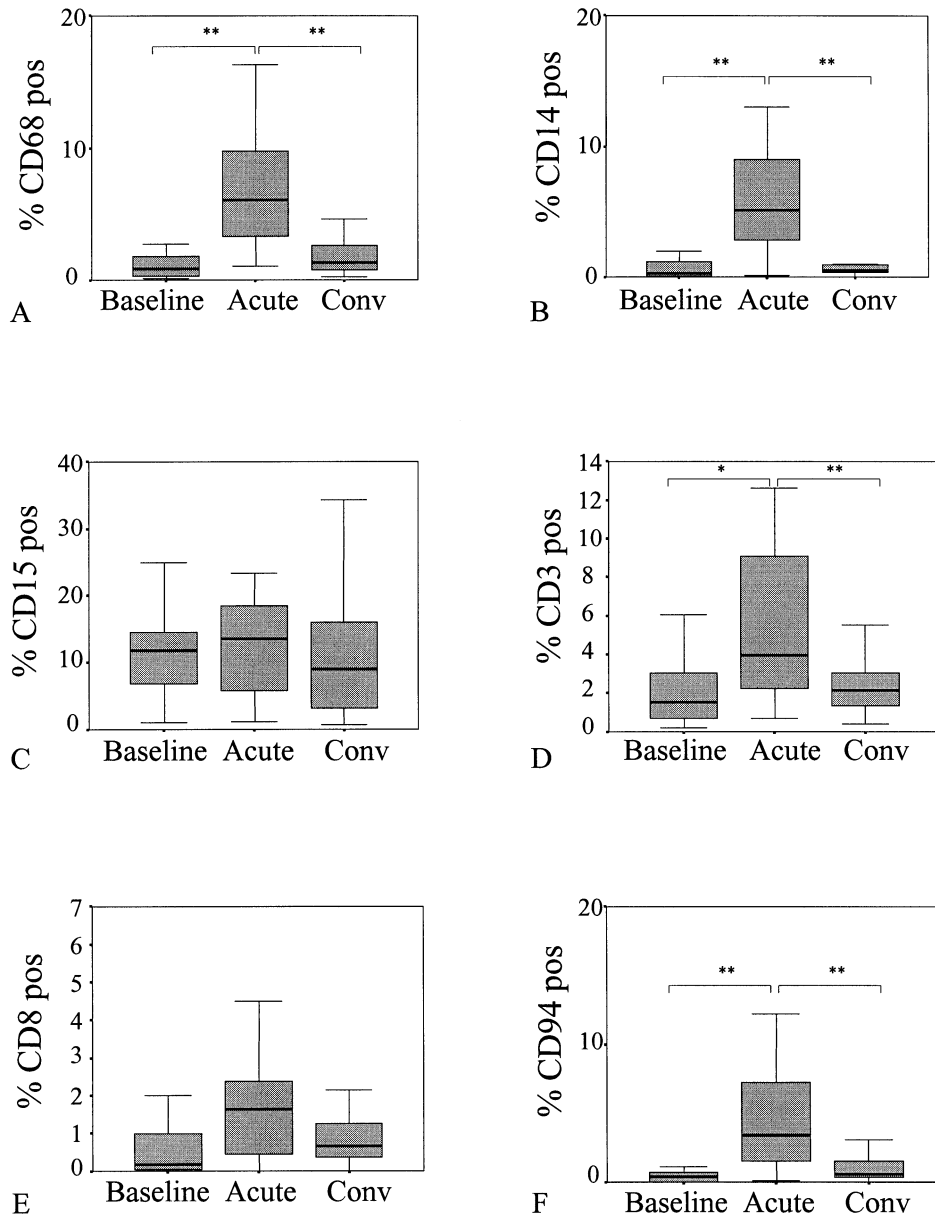 20
** **
% CD68 pos
10
0
Baseline Acute Conv
A
20
** **
% CD14 pos
10
0
Baseline Acute Conv
B
40
30
% CD15 pos
20
10
0
Baseline Acute Conv
C
14
* **
12
10
% CD3 pos
8
6
4
2
0
Baseline Acute Conv
D
7
6
5
% CD8 pos
4
3
2
1
0
Baseline Acute Conv
E
20
** **
% CD94 pos
10
0
Baseline Acute Conv
F